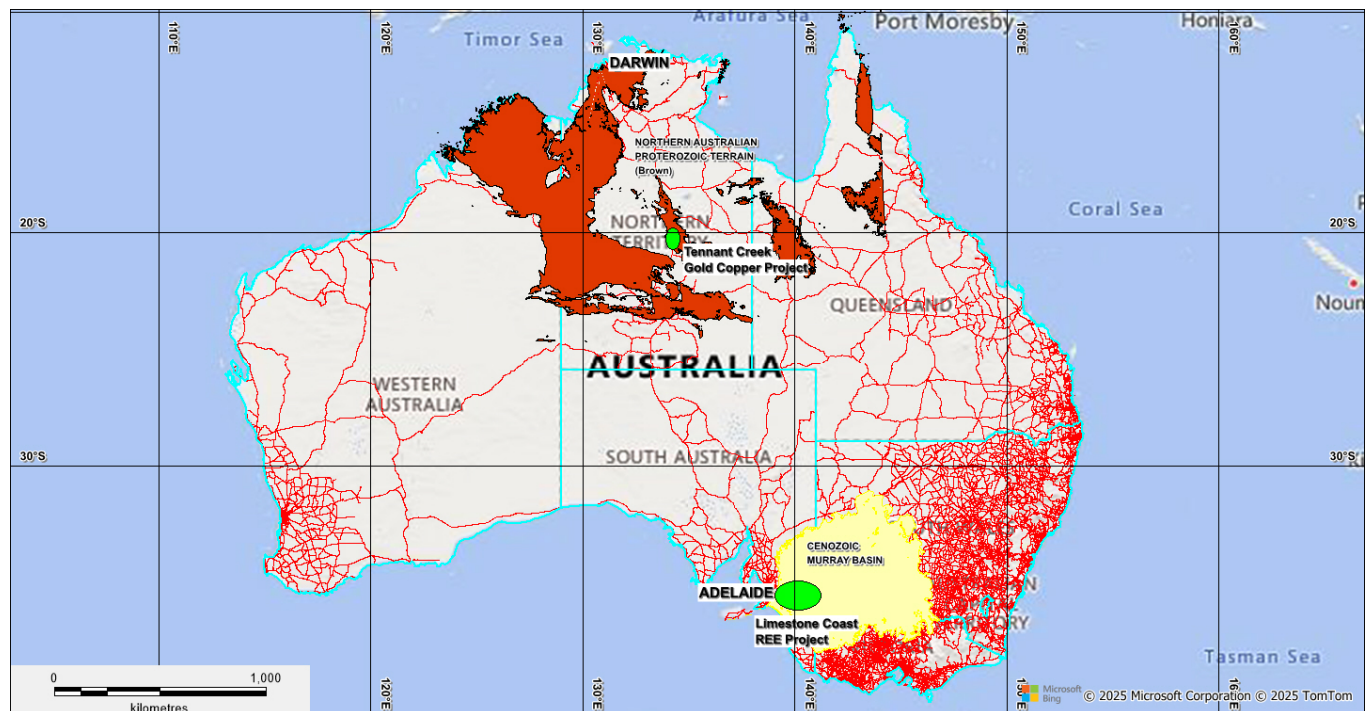 Arafura Sea
Port Moresby
Honiara
Timor Sea
110°E
120°E
130°E
140°E
150°E
160°E
DARWIN
NORTHERN AUSTRALIAN
PROTEROZOIC TERRAIN
(Brown)
Coral Sea
20°S
20°S
NORTHERN
TERRITORY
Tennant Creek
Gold Copper Project
QUEENSLAND
AUSTRALIA
WESTERN
AUSTRALIA
SOUTH AUSTRALIA
30°S
30°S
CENOZOIC
MURRAY BASIN
ADELAIDE
Limestone Coast
REE Project
Tasman Sea
0
1,000
kilometres
120°E
130°E
140°E
Microsoft
Bing
© 2025 Microsoft Corporation © 2025 TomTom